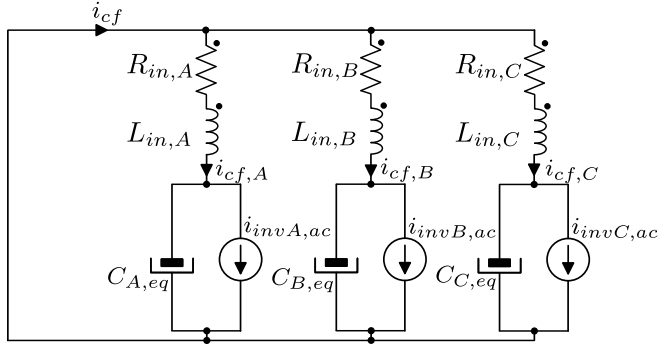 i_{cf}
R_{in,A} R_{in,B} R_{in,C}
L_{in,A} L_{in,B} L_{in,C}
i_{cf,A} i_{cf,B} i_{cf,C}
i_{invA,ac} i_{invB,ac} i_{invC,ac}
C_{A,eq} C_{B,eq} C_{C,eq}